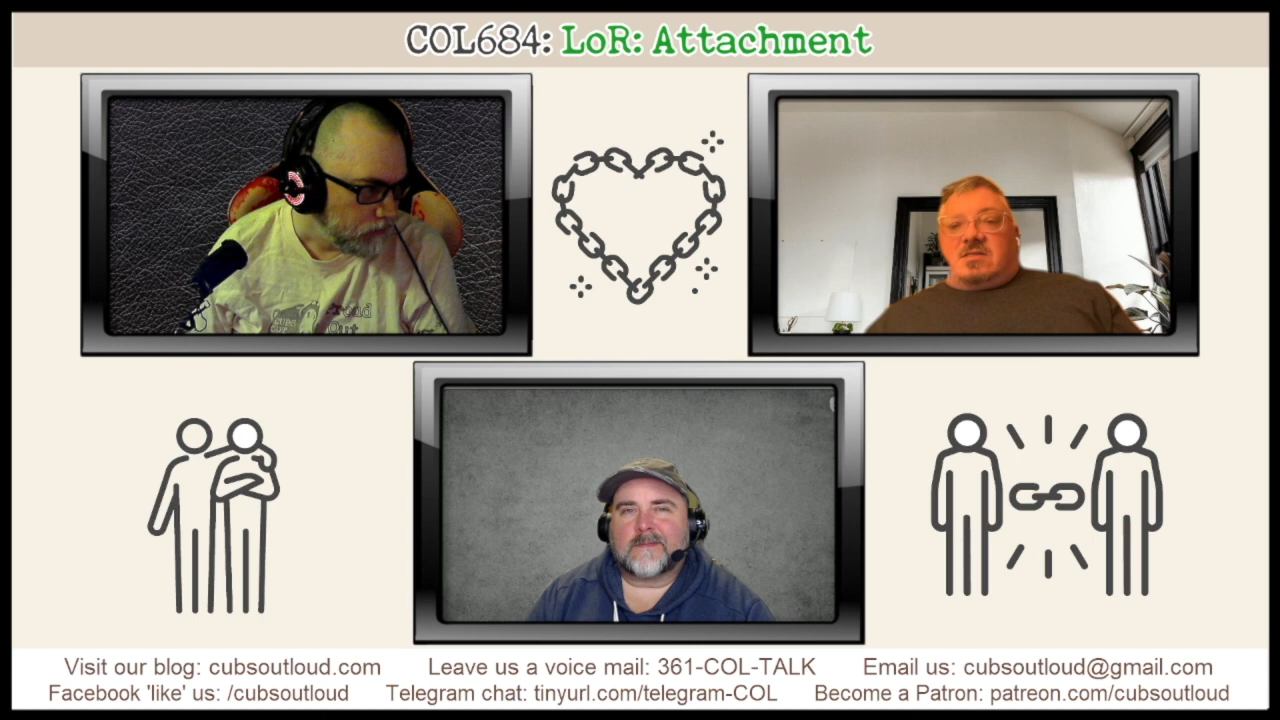 COL684: LoR: Attachment
Out
Visit our blog: cubsoutloud.com Leave us a voice mail: 361-COL-TALK Email us: cubsoutloud@gmail.com
Facebook 'like' us: /cubsoutloud Telegram chat: tinyurl.com/telegram-COL Become a Patron: patreon.com/cubsoutloud